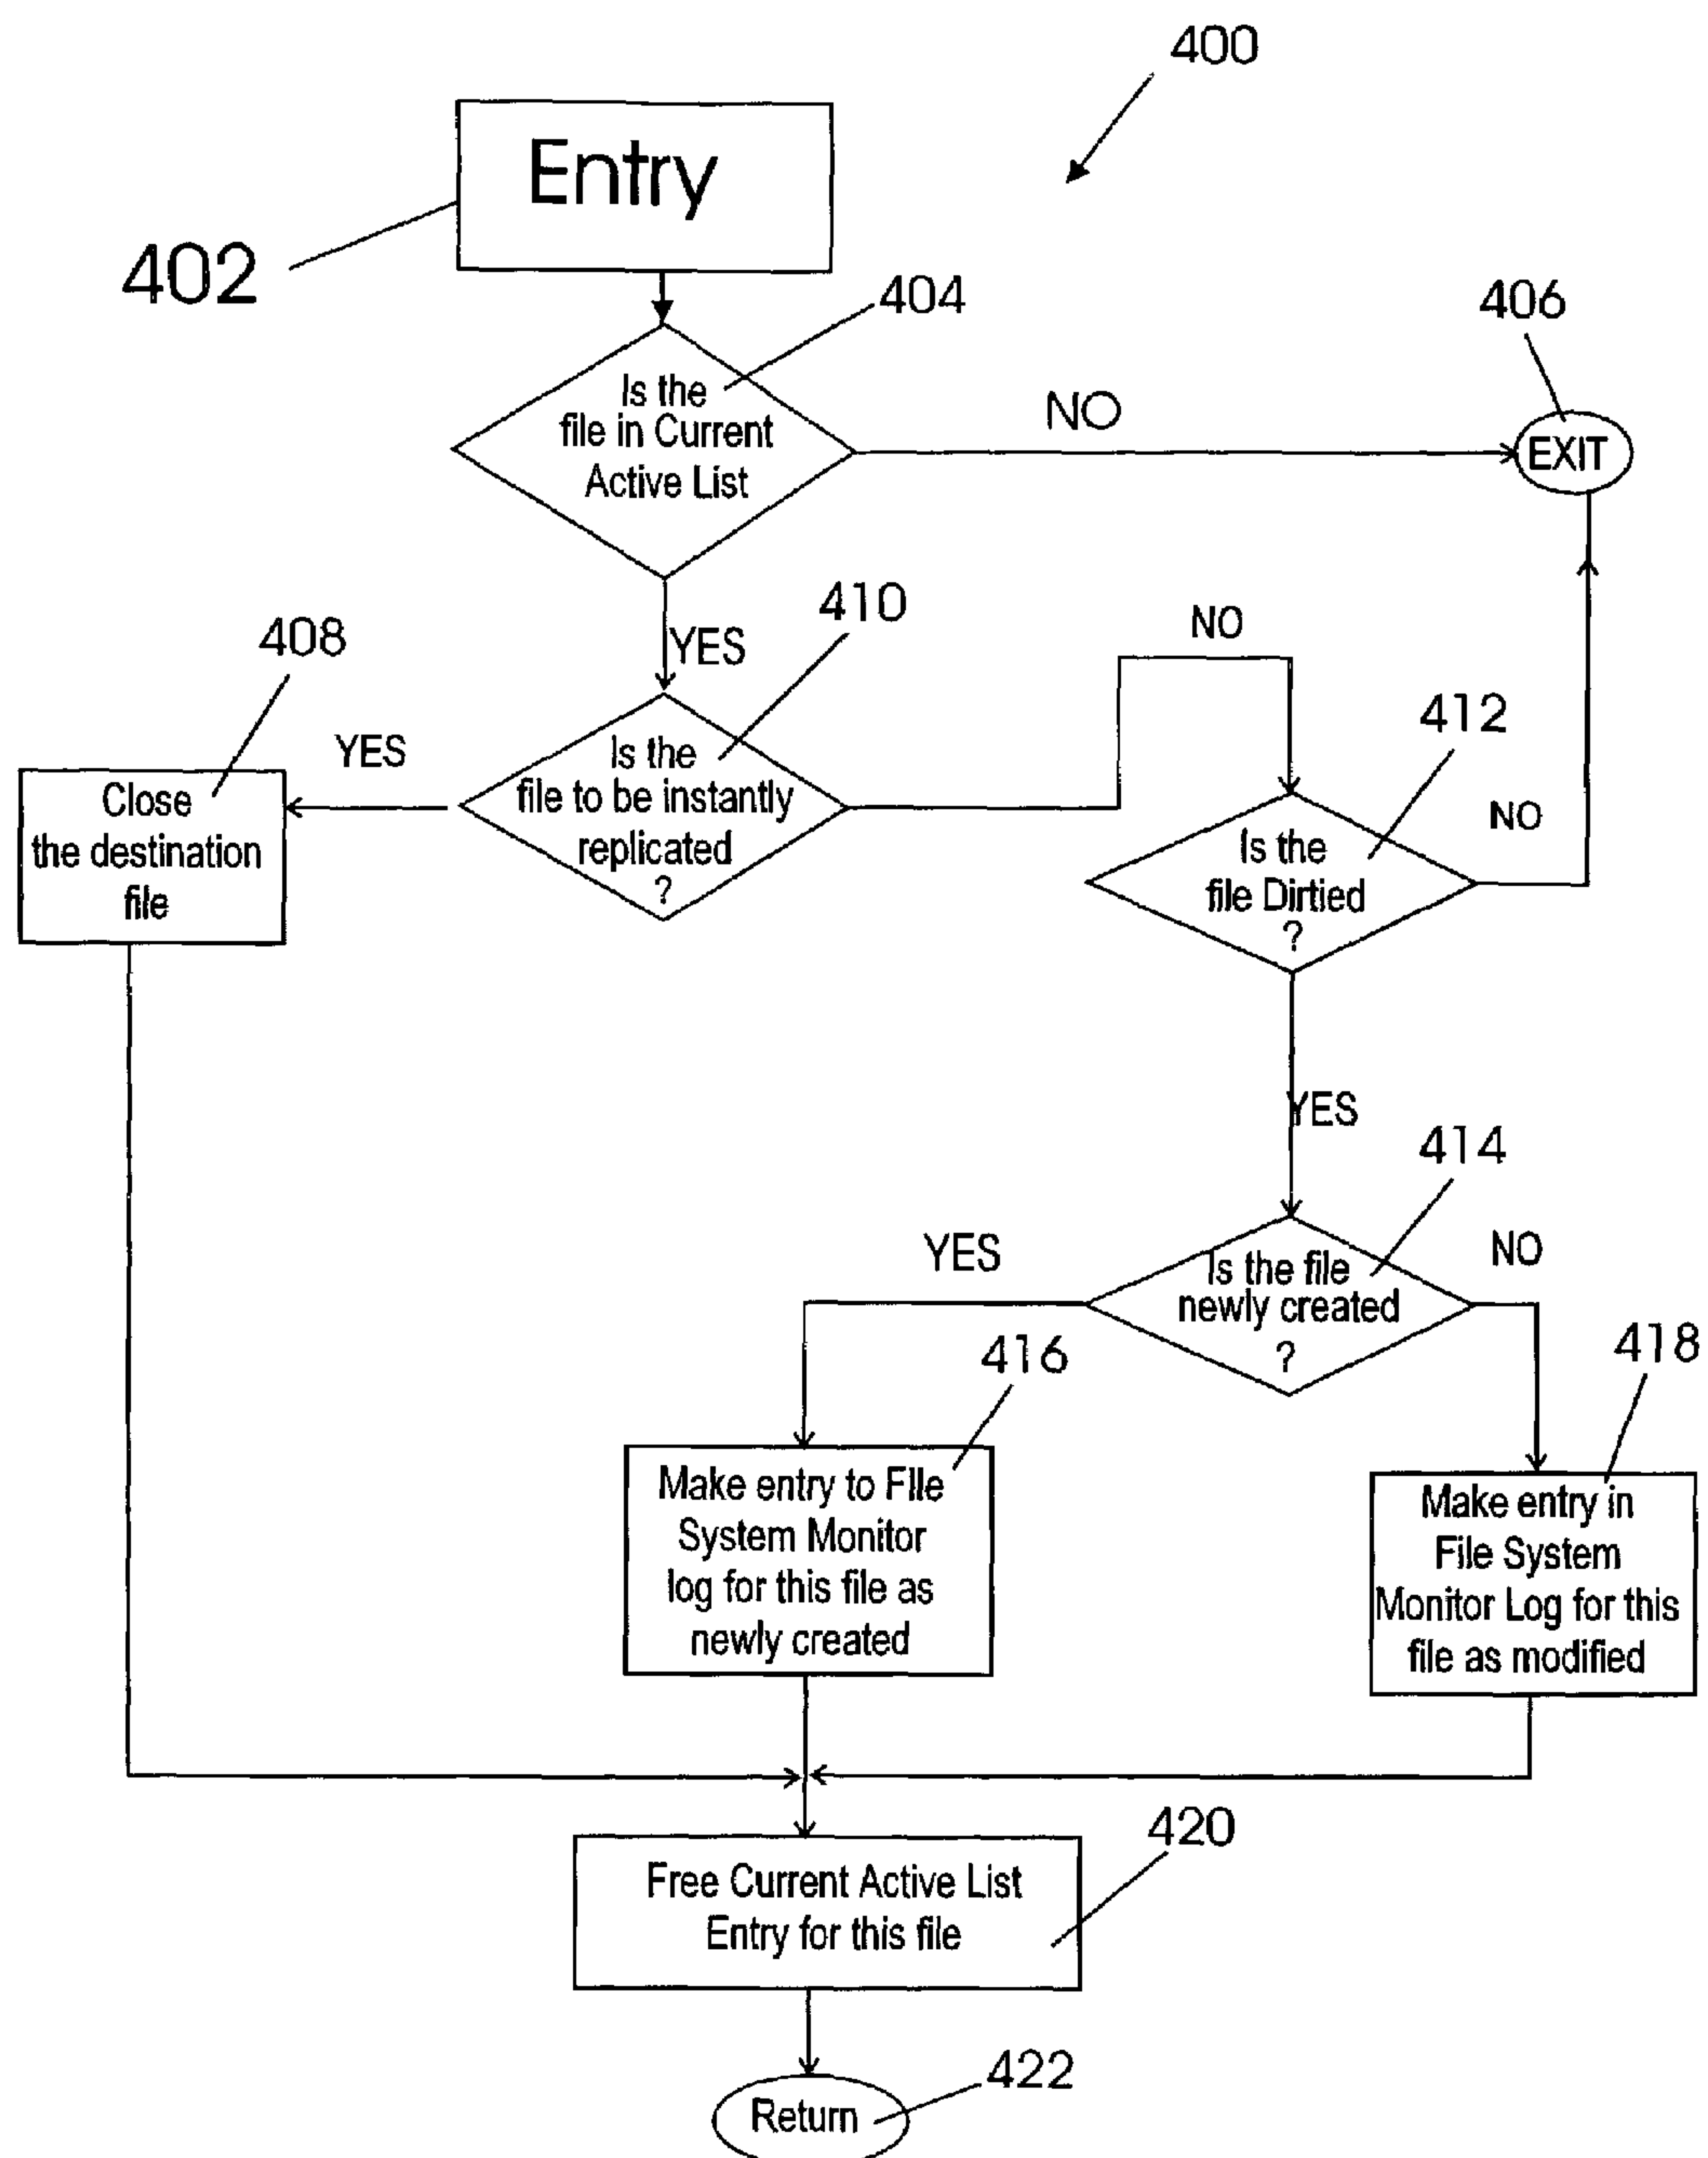 400
Entry
402
404
406
Is the
file in Current
Active List
NO
EXIT
410
408
YES
NO
412
YES
Is the
file to be instantly
replicated
?
Close
the destination
file
NO
Is the
file Dirtied
?
YES
414
YES
NO
Is the file
newly created
?
416
418
Make entry to FIle
System Monitor
log for this file as
newly created
Make entry in
File System
Monitor Log for this
file as modified
420
Free Current Active List
Entry for this file
422
Return